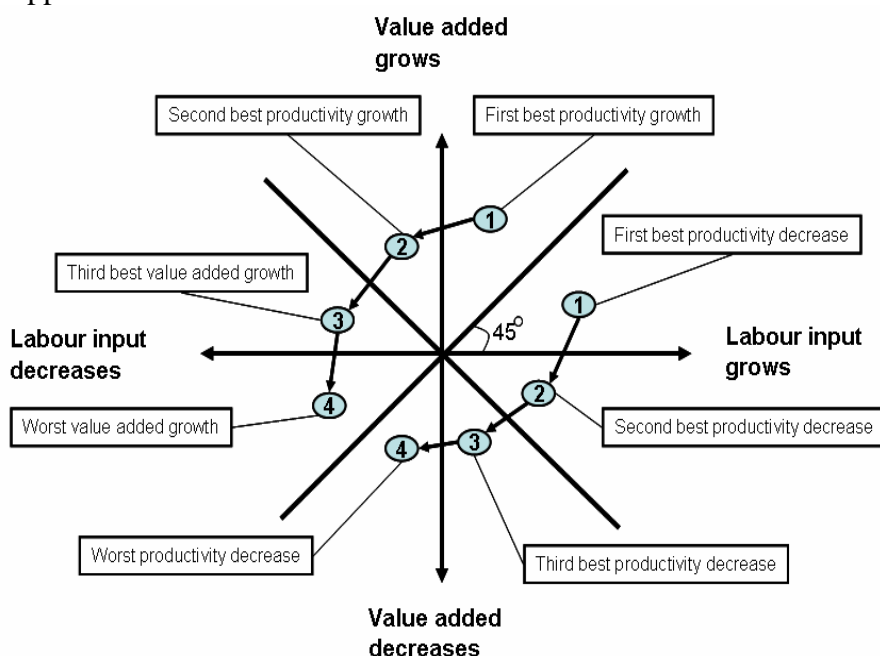 Value added
grows
Second best productivity growth
First best productivity growth
1
2
First best productivity decrease
Third best value added growth
1
3
45°
Labour input
decreases
Labour input
grows
2
4
Worst value added growth
Second best productivity decrease
4
3
Worst productivity decrease
Third best productivity decrease
Value added
decreases